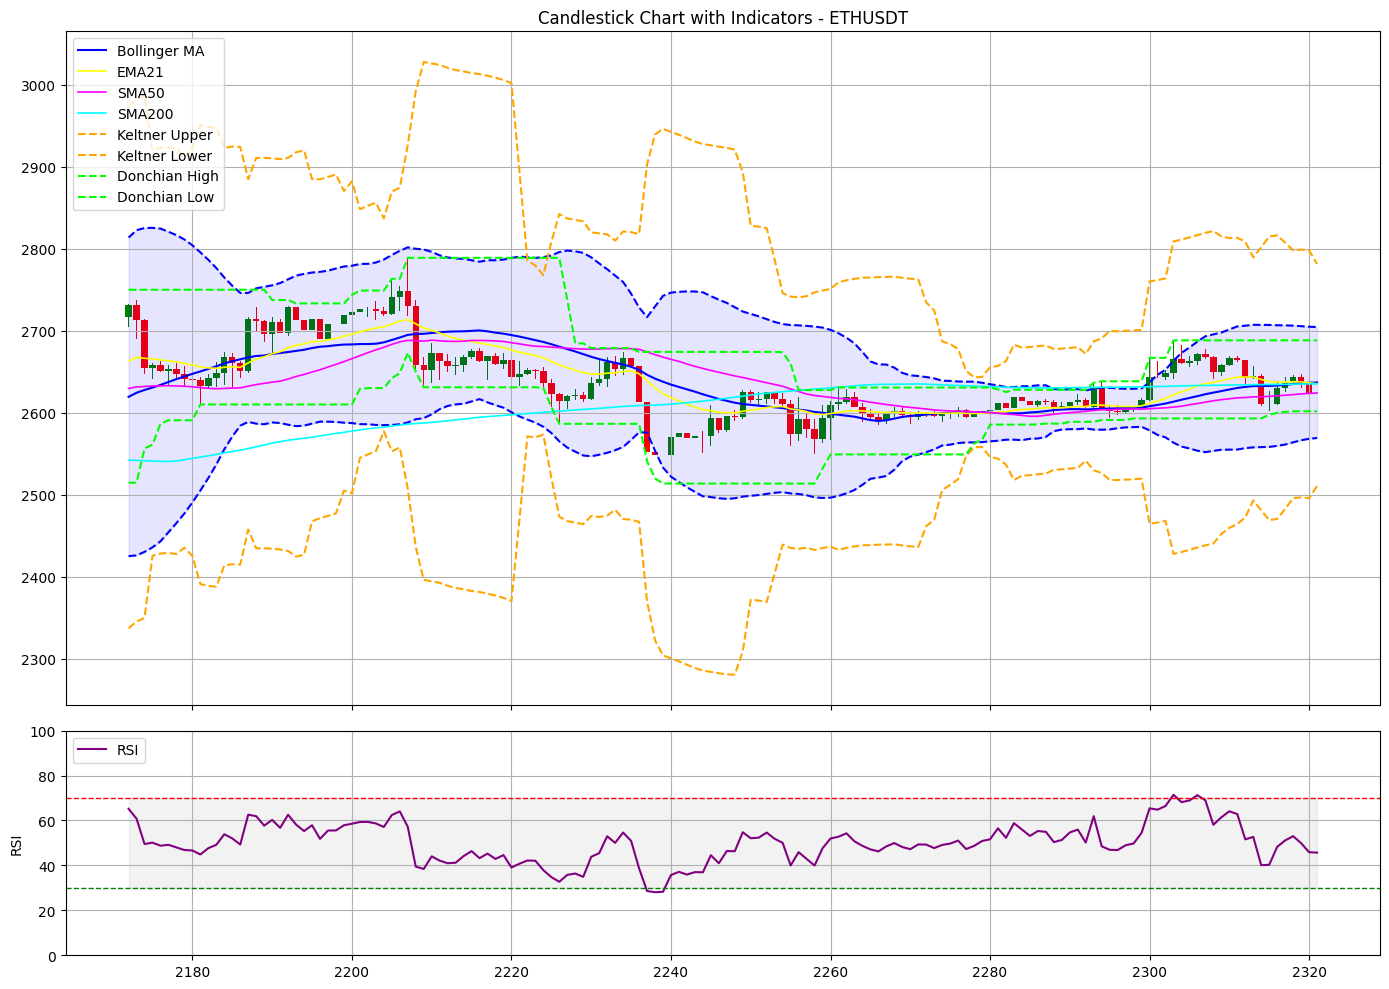 Candlestick Chart with Indicators - ETHUSDT
Bollinger MA
EMA21
SMA50
SMA200
Keltner Upper
Keltner Lower
Donchian High
Donchian Low
3000
2900
2800
2700
2600
2500
2400
2300
RSI
100
80
60
40
20
0
RSI
2180
2200
2220
2240
2260
2280
2300
2320